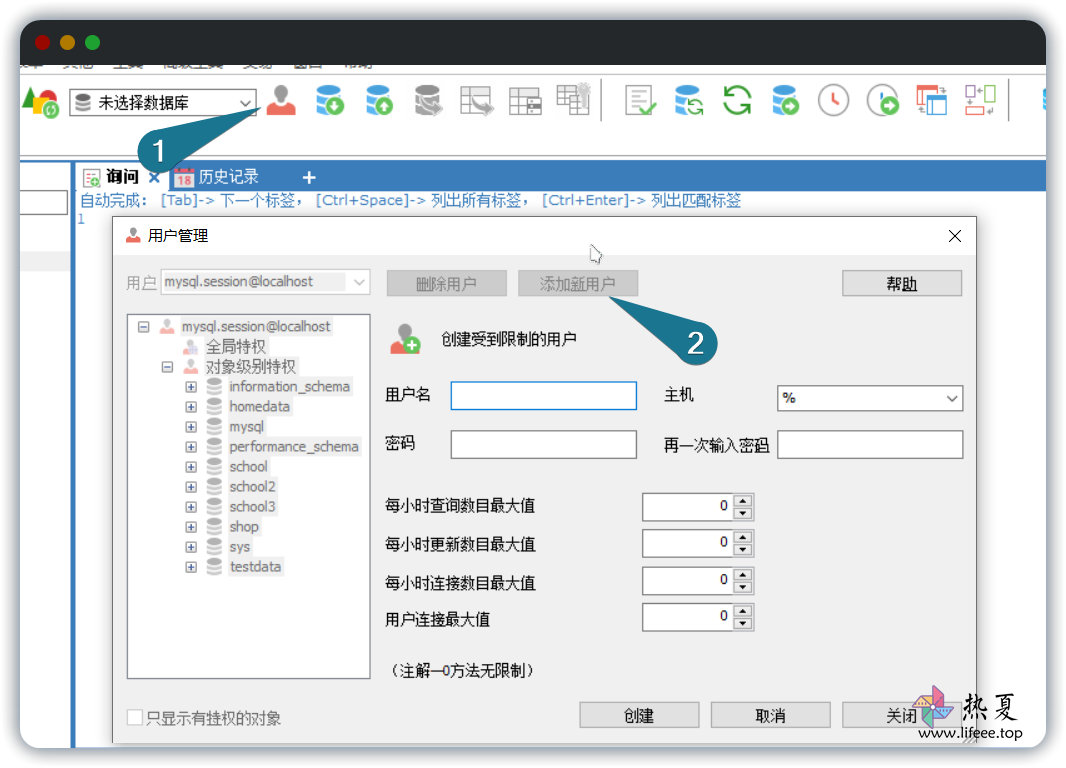 未选择数据库
1
询问
18
历史记录
+
自动完成： [Tab]-> 下一个标签， [Ctrl+Space]-> 列出所有标签， [Ctrl+Enter]-> 列出匹配标签
1
用户管理
用户
mysql.session@localhost
删除用户
添加新用户
帮助
2
mysql.session@localhost
全局特权
对象级别特权
information_schema
homedata
mysql
performance_schema
school
school2
school3
shop
sys
testdata
创建受到限制的用户
用户名
主机
%
密码
再一次输入密码
每小时查询数目最大值
0
每小时更新数目最大值
0
每小时连接数目最大值
0
用户连接最大值
0
（注解—0方法无限制）
只显示有挂权的对象
创建
取消
关闭
热夏
www.lifeee.top